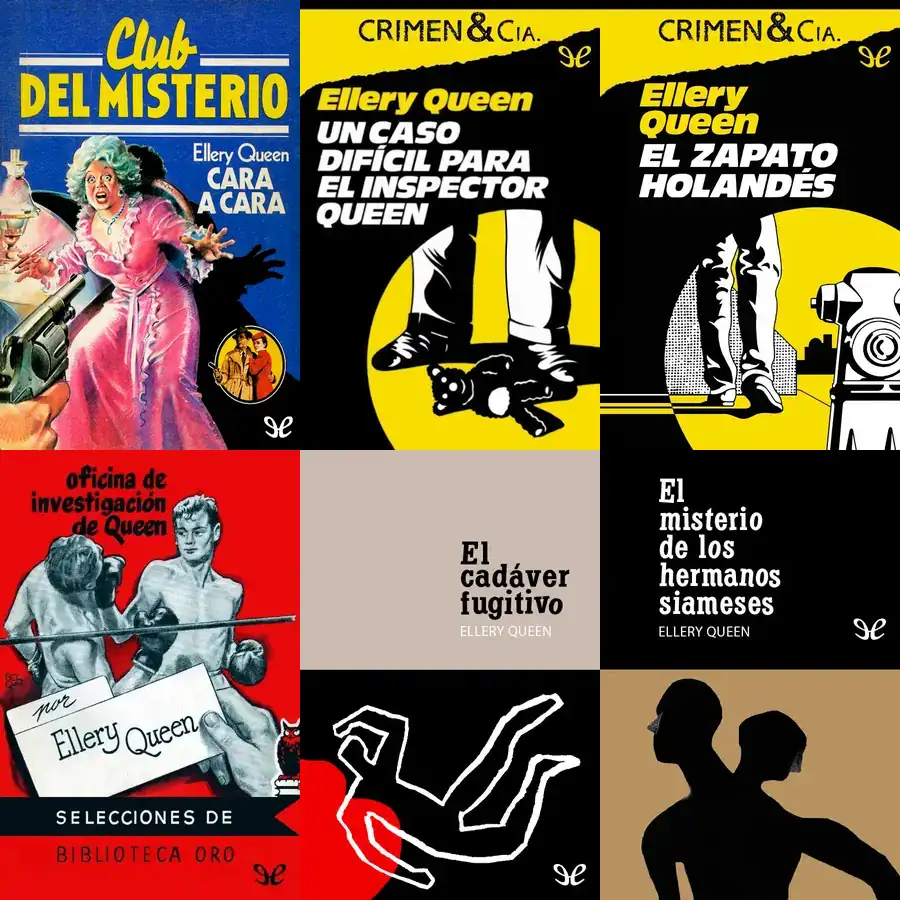 Club
DEL MISTERIO
Ellery Queen
CARA
A CARA
CRIMEN & CIA.
Ellery Queen
UN CASO
DIFÍCIL PARA
EL INSPECTOR
QUEEN
CRIMEN & CIA.
Ellery
Queen
EL ZAPATO
HOLANDÉS
oficina de
investigación
de Queen
por
Ellery Queen
SELECCIONES DE
BIBLIOTECA ORO
El
cadáver
fugitivo
ELLERY QUEEN
El
misterio
de los
hermanos
siameses
ELLERY QUEEN